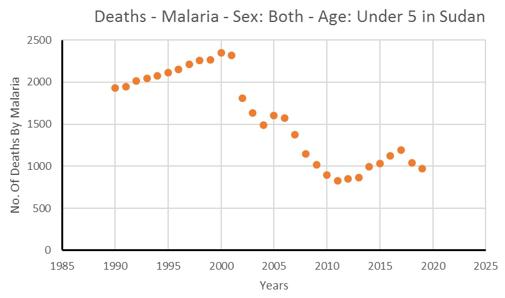 Deaths - Malaria - Sex: Both - Age: Under 5 in Sudan
2500
2000
1500
1000
500
0
No. Of Deaths By Malaria
1985 1990 1995 2000 2005 2010 2015 2020 2025
Years